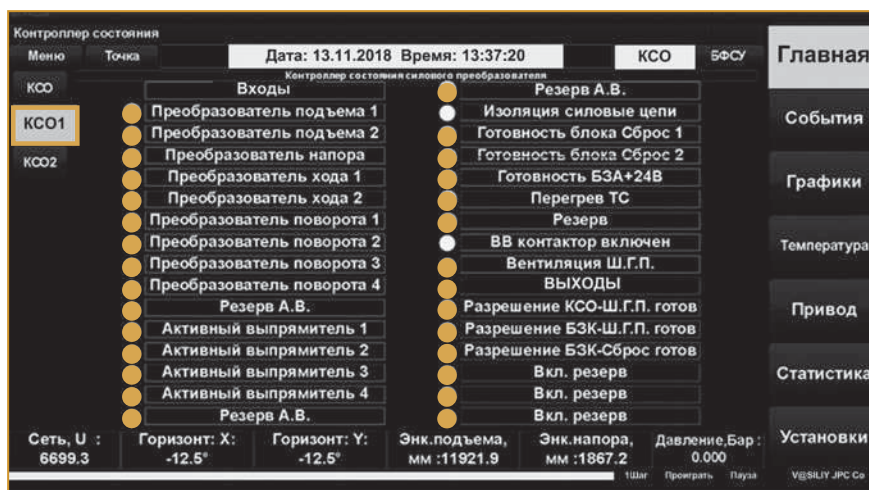 Контроллер состояния
Меню Точка Дата: 13.11.2018 Время: 13:37:20 КСО БФСУ
Контроллер состояния силового преобразователя
КСО
КСО1
КСО2
Входы
Преобразователь подъема 1
Преобразователь подъема 2
Преобразователь напора
Преобразователь хода 1
Преобразователь хода 2
Преобразователь поворота 1
Преобразователь поворота 2
Преобразователь поворота 3
Преобразователь поворота 4
Резерв А.В.
Активный выпрямитель 1
Активный выпрямитель 2
Активный выпрямитель 3
Активный выпрямитель 4
Резерв А.В.
Резерв А.В.
Изоляция силовые цепи
Готовность блока Сброс 1
Готовность блока Сброс 2
Готовность БЗА+24В
Перегрев ТС
Резерв
ВВ контактор включен
Вентиляция Ш.Г.П.
ВЫХОДЫ
Разрешение КСО-Ш.Г.П. готов
Разрешение БЗК-Ш.Г.П. готов
Разрешение БЗК-Сброс готов
Вкл. резерв
Вкл. резерв
Вкл. резерв
Главная
События
Графики
Температура
Привод
Статистика
Установки
Сеть, U : Горизонт: X: Горизонт: Y: Энк.подъема, Энк.напора, Давление,Бар :
6699.3 -12.5° -12.5° мм :11921.9 мм :1867.2 0.000
1Шаг Проиграть Пауза V@SILIY JPC Co